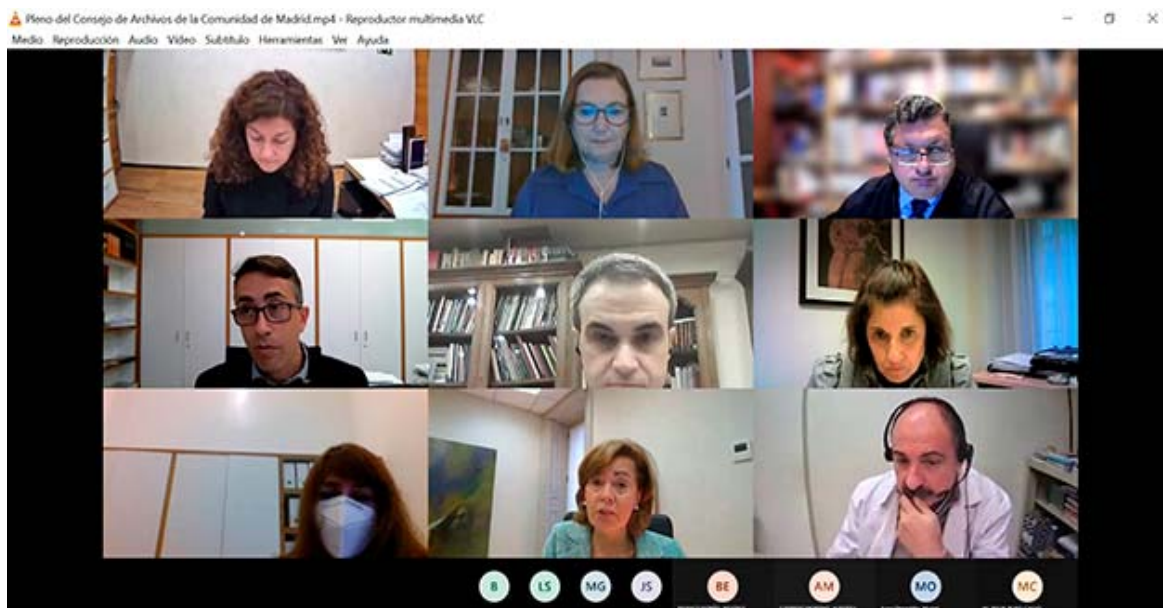 Pleno del Consejo de Archivos de la Comunidad de Madrid.mp4 - Reproductor multimedia VLC
Medio Reproducción Audio Vídeo Subtítulo Herramientas Ver Ayuda
B LS MG JS BE AM MO MC